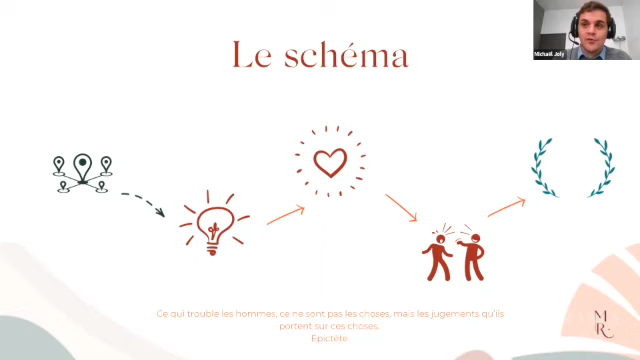 Le schéma
Michaël Joly
Ce qui trouble les hommes, ce ne sont pas les choses, mais les jugements qu'ils
portent sur ces choses.
Epictète
M
R